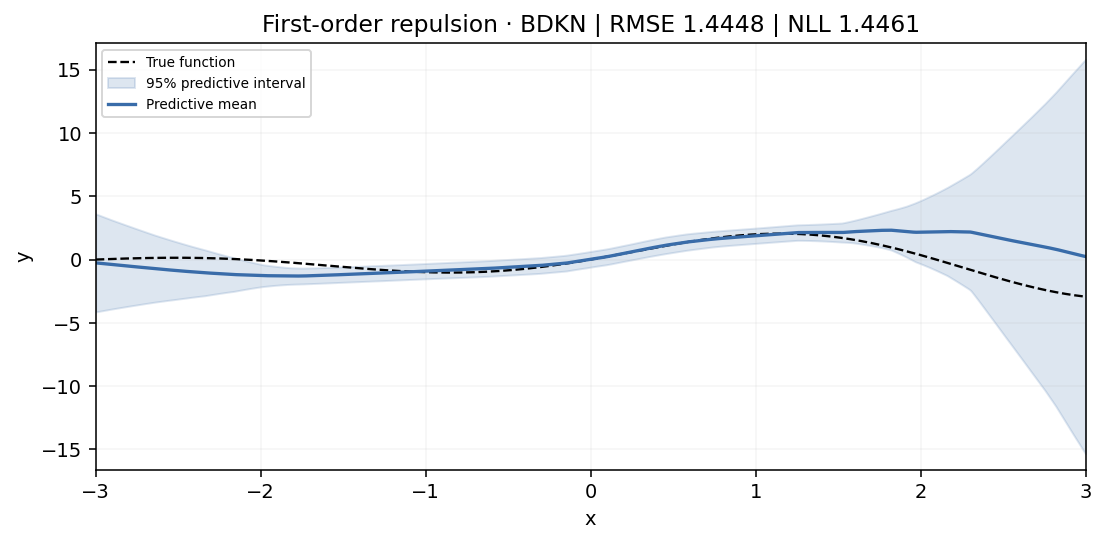 First-order repulsion · BDKN | RMSE 1.4448 | NLL 1.4461
True function
95% predictive interval
Predictive mean
15
10
5
0
−5
−10
−15
y
−3
−2
−1
0
1
2
3
x